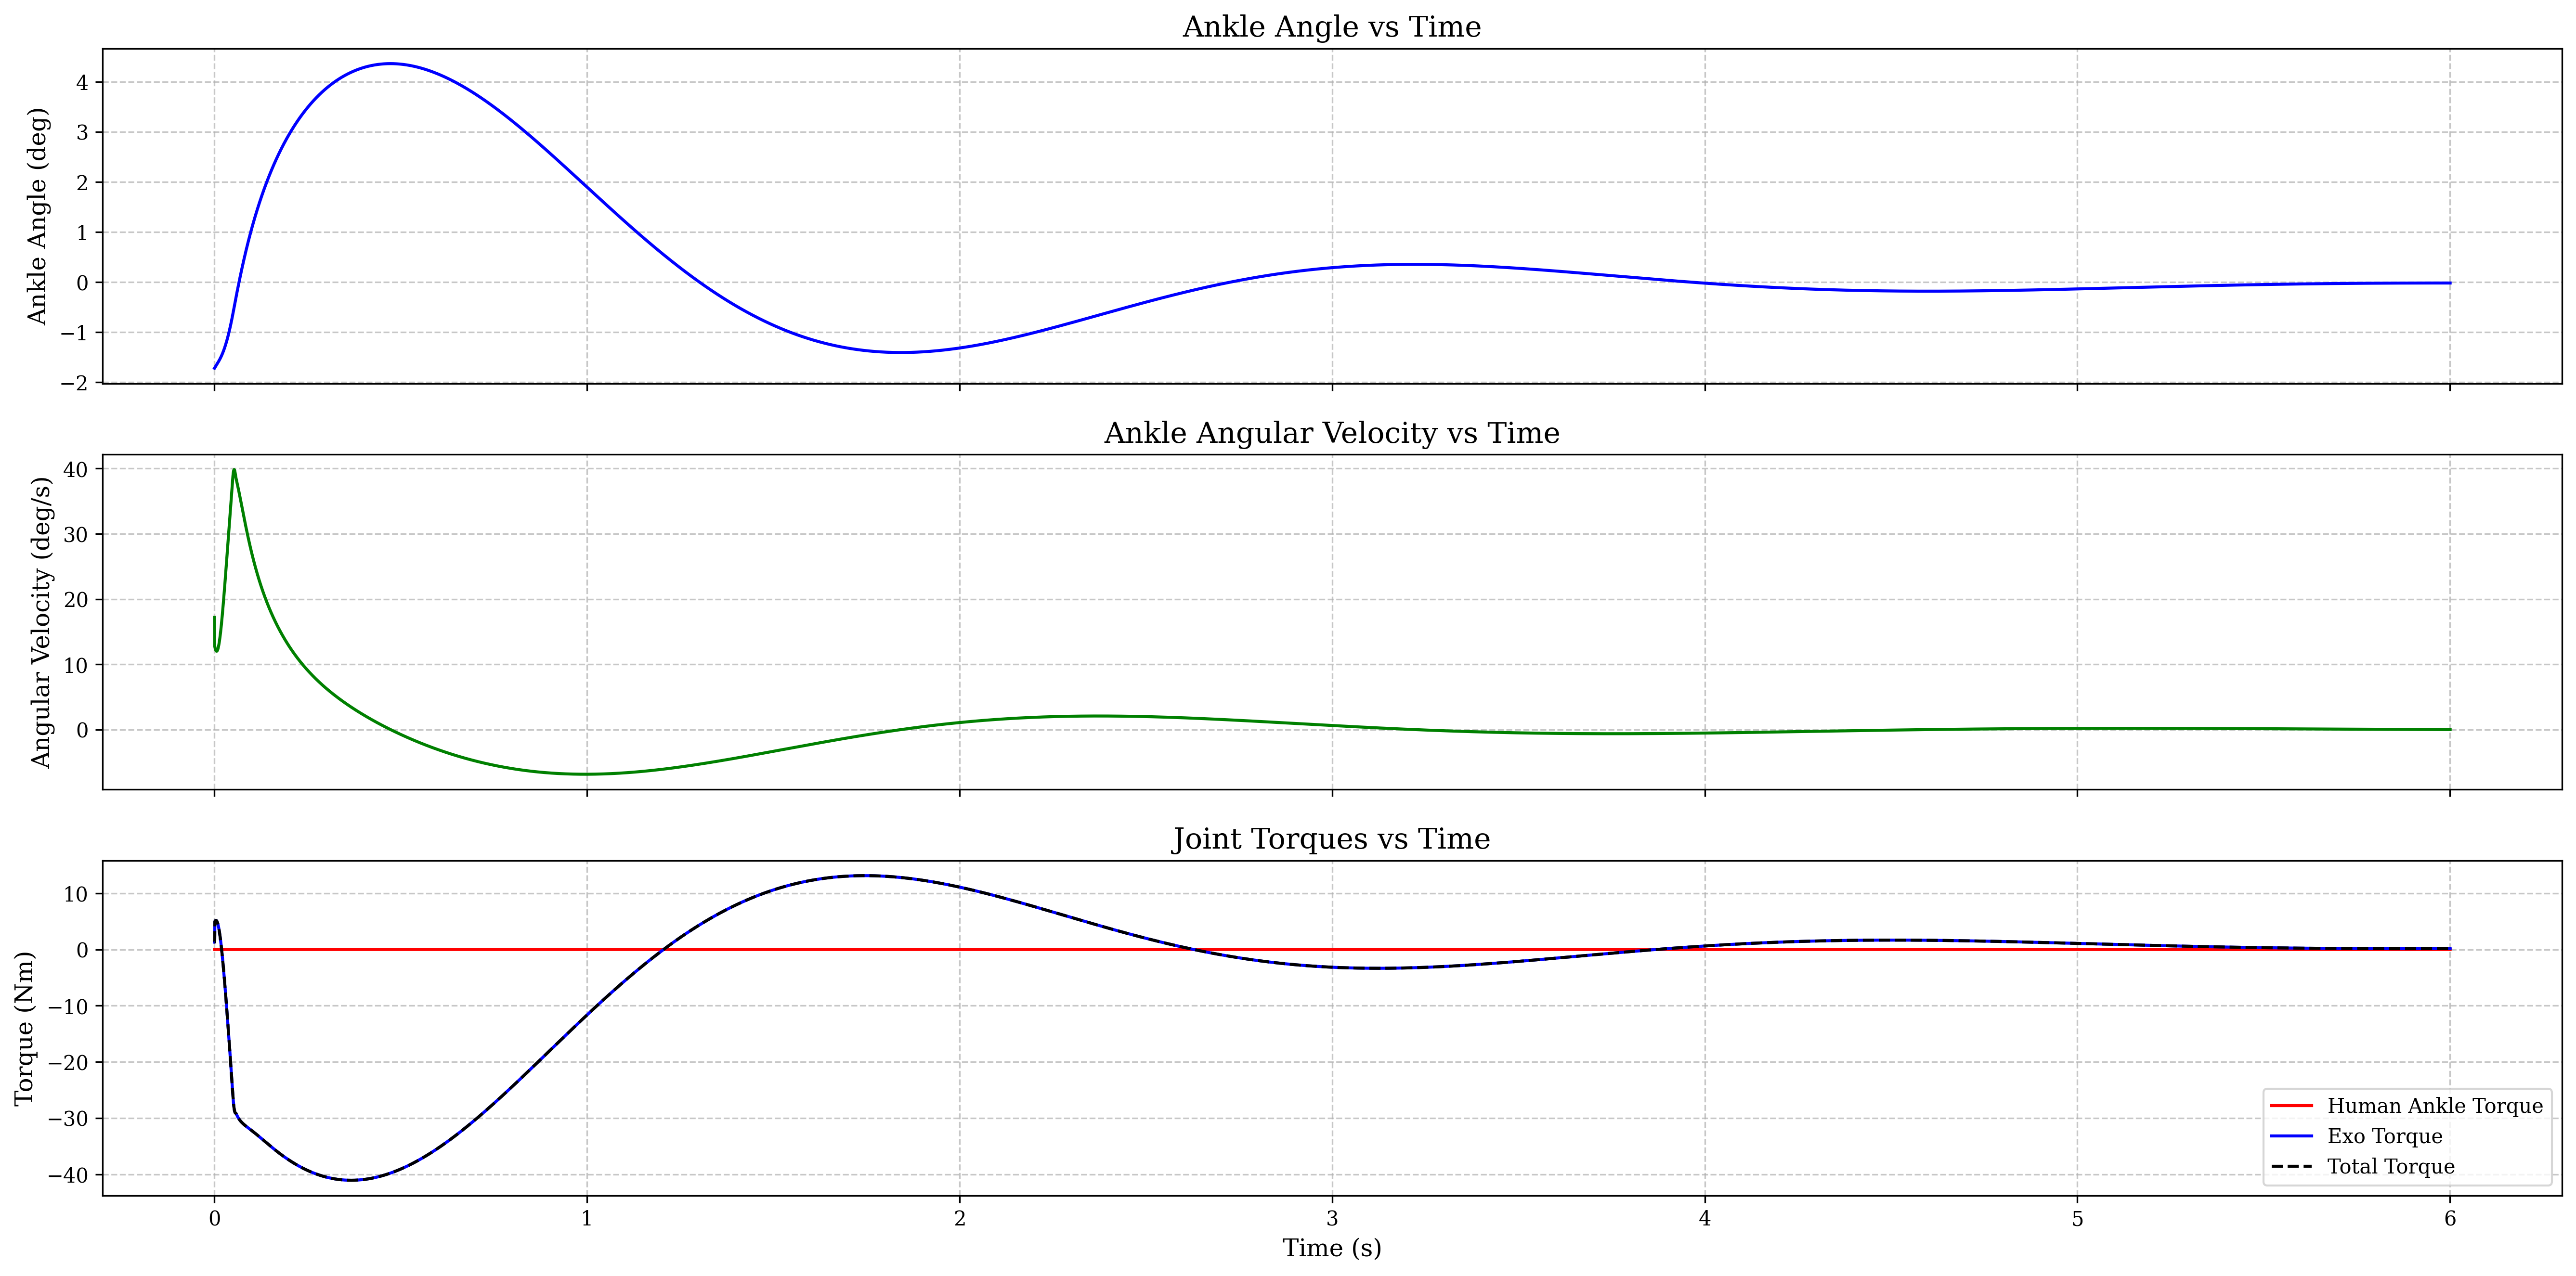 Ankle Angle vs Time
Ankle Angle (deg)
4
3
2
1
0
−1
−2
Ankle Angular Velocity vs Time
Angular Velocity (deg/s)
40
30
20
10
0
Joint Torques vs Time
Torque (Nm)
10
0
−10
−20
−30
−40
Human Ankle Torque
Exo Torque
Total Torque
0 1 2 3 4 5 6
Time (s)